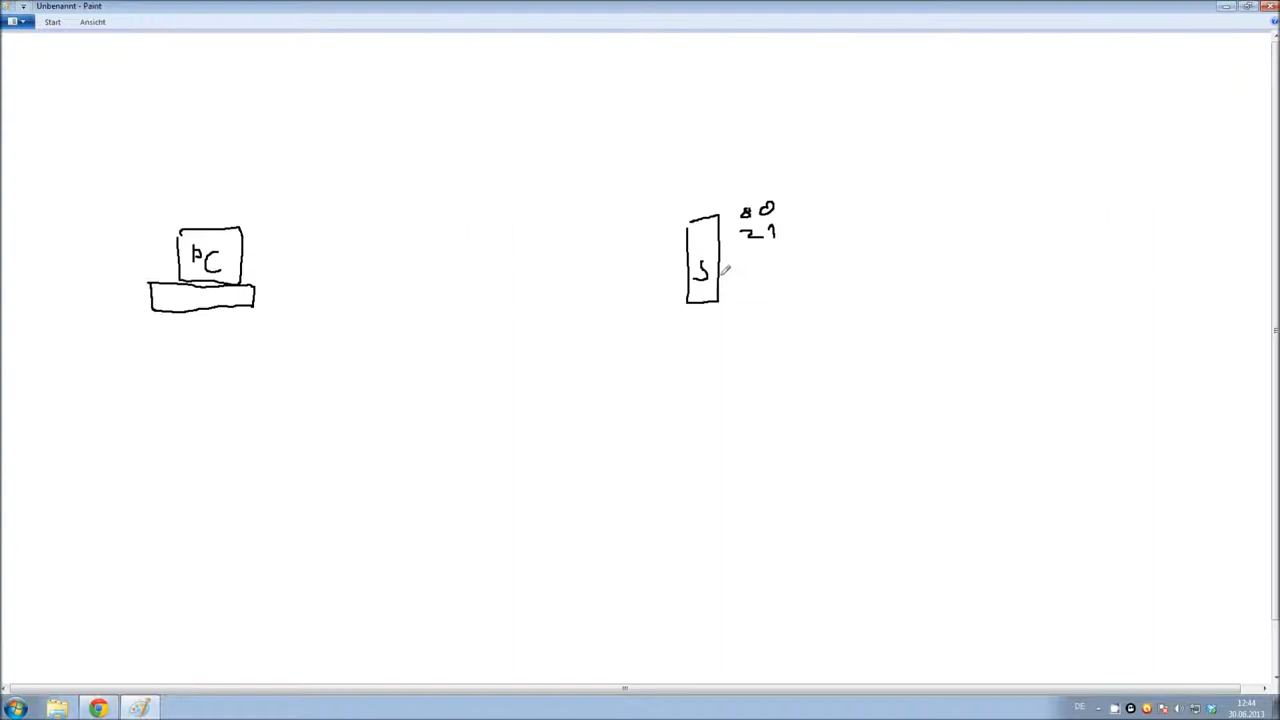 Unbenannt - Paint
Start Ansicht
PC
S
80
21
DE
12:44
30.06.2013